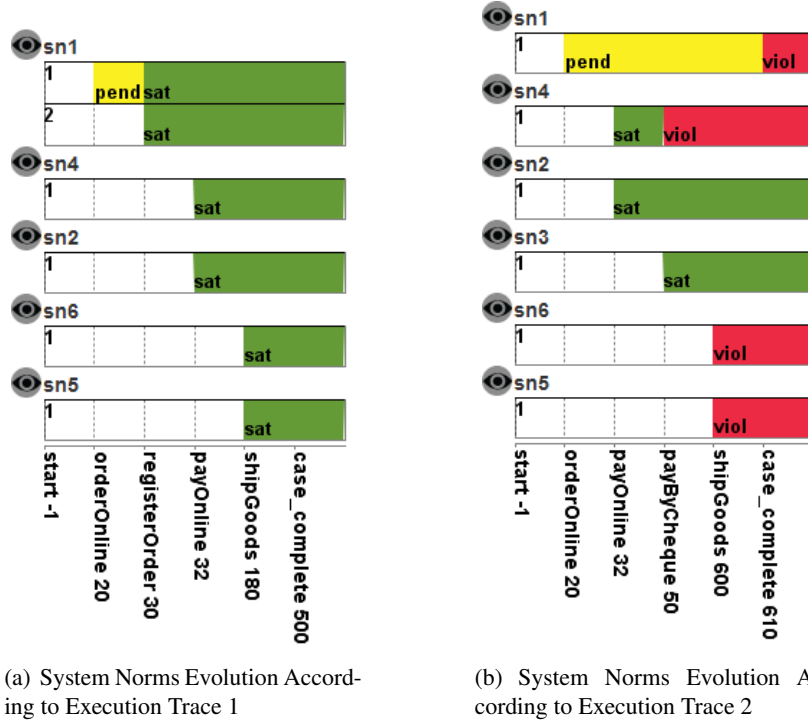 sn1
1
pend sat
2
sat
sn4
1
sat
sn2
1
sat
sn6
1
sat
sn5
1
sat
start -1
orderOnline 20
registerOrder 30
payOnline 32
shipGoods 180
case_complete 500
(a) System Norms Evolution Accord-
ing to Execution Trace 1
sn1
1
pend viol
sn4
1
sat viol
sn2
1
sat
sn3
1
sat
sn6
1
viol
sn5
1
viol
start -1
orderOnline 20
payOnline 32
payByCheque 50
shipGoods 600
case_complete 610
(b) System Norms Evolution A
cording to Execution Trace 2